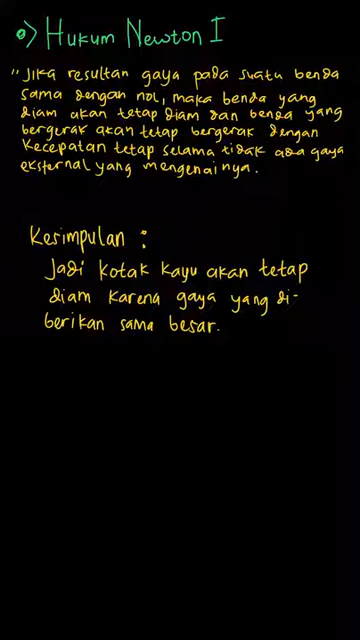 •> Hukum Newton I
"Jika resultan gaya pada suatu benda
sama dengan nol, maka benda yang
diam akan tetap diam dan benda yang
bergerak akan tetap bergerak dengan
kecepatan tetap selama tidak ada gaya
eksternal yang mengenainya.
Kesimpulan :
Jadi kotak kayu akan tetap
diam karena gaya yang di-
berikan sama besar.